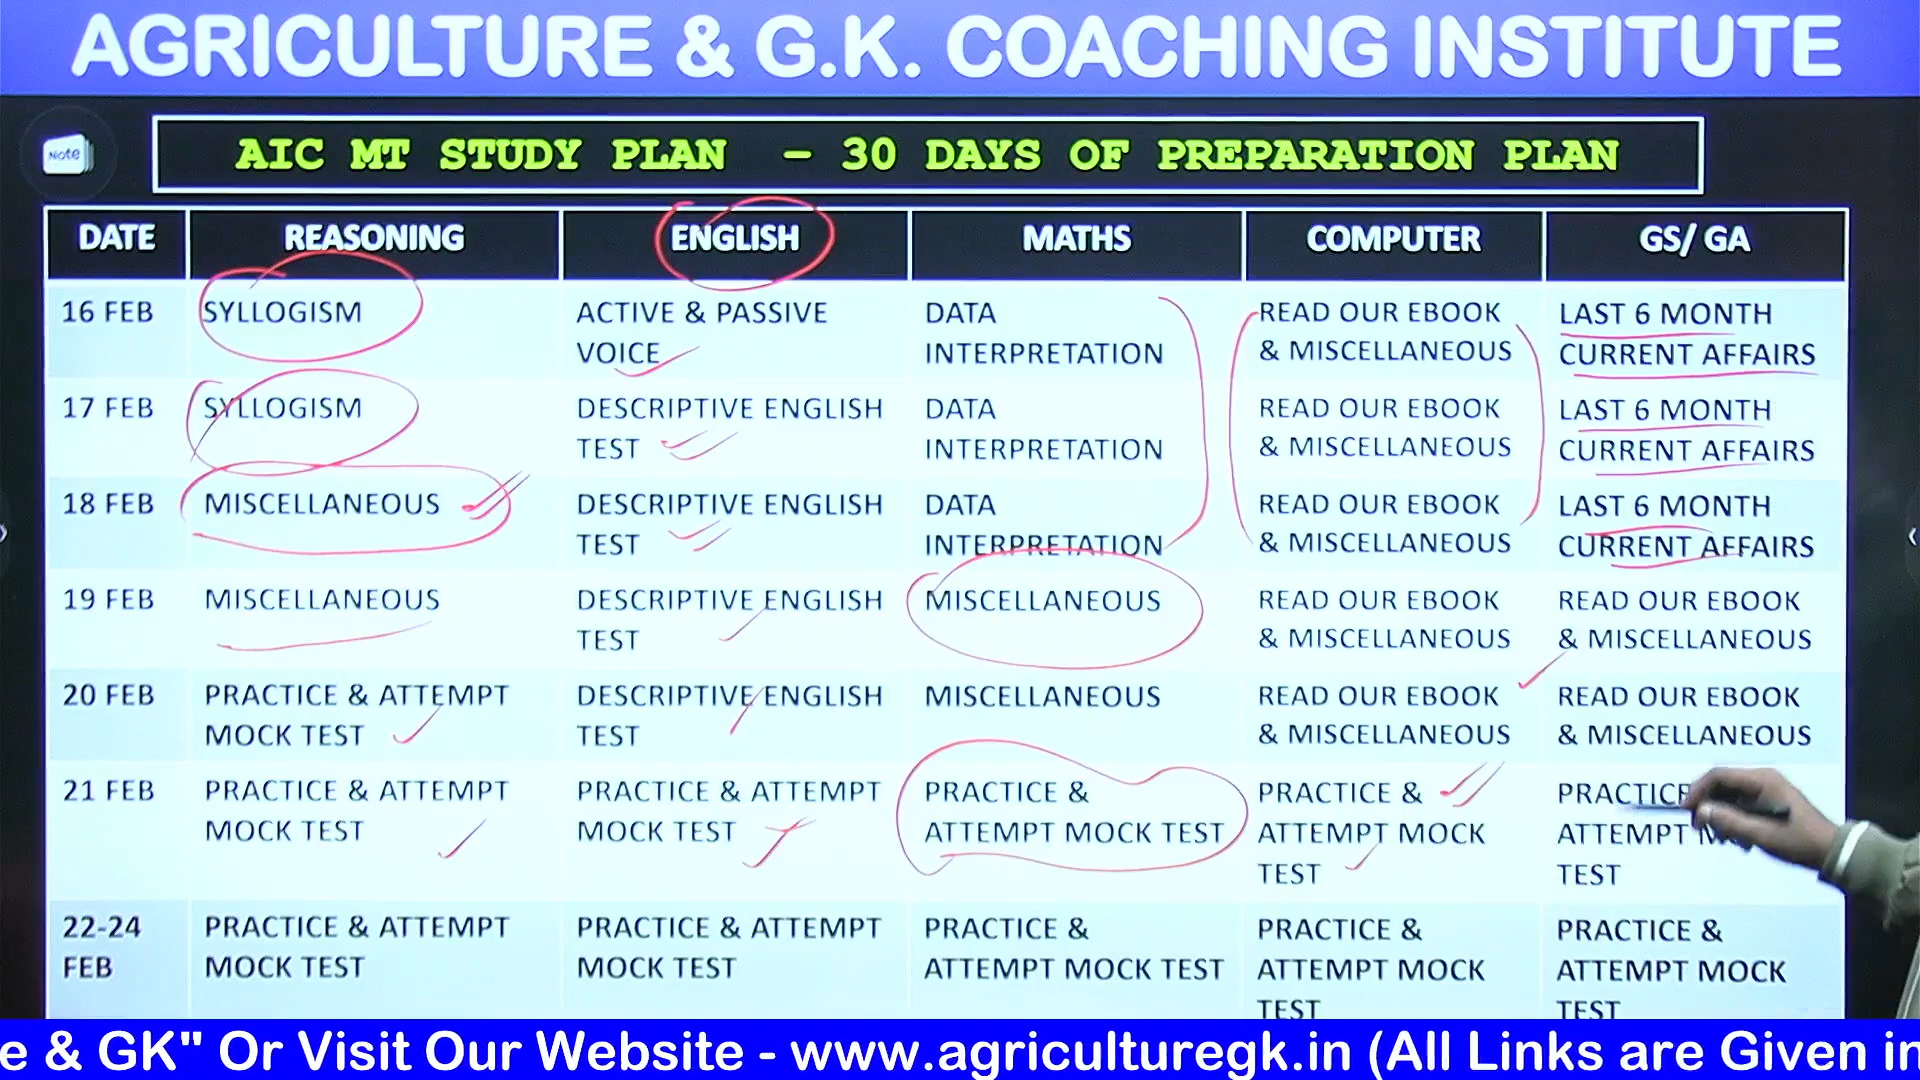 AGRICULTURE & G.K. COACHING INSTITUTE
Note
AIC MT STUDY PLAN – 30 DAYS OF PREPARATION PLAN
DATE REASONING ENGLISH MATHS COMPUTER GS/ GA
16 FEB SYLLOGISM ACTIVE & PASSIVE DATA READ OUR EBOOK LAST 6 MONTH
VOICE INTERPRETATION & MISCELLANEOUS CURRENT AFFAIRS
17 FEB SYLLOGISM DESCRIPTIVE ENGLISH DATA READ OUR EBOOK LAST 6 MONTH
TEST INTERPRETATION & MISCELLANEOUS CURRENT AFFAIRS
18 FEB MISCELLANEOUS DESCRIPTIVE ENGLISH DATA READ OUR EBOOK LAST 6 MONTH
TEST INTERPRETATION & MISCELLANEOUS CURRENT AFFAIRS
19 FEB MISCELLANEOUS DESCRIPTIVE ENGLISH MISCELLANEOUS READ OUR EBOOK READ OUR EBOOK
TEST & MISCELLANEOUS & MISCELLANEOUS
20 FEB PRACTICE & ATTEMPT DESCRIPTIVE ENGLISH MISCELLANEOUS READ OUR EBOOK READ OUR EBOOK
MOCK TEST TEST & MISCELLANEOUS & MISCELLANEOUS
21 FEB PRACTICE & ATTEMPT PRACTICE & ATTEMPT PRACTICE & PRACTICE & PRACTICE
MOCK TEST MOCK TEST ATTEMPT MOCK TEST ATTEMPT MOCK ATTEMPT
TEST TEST
22-24 PRACTICE & ATTEMPT PRACTICE & ATTEMPT PRACTICE & PRACTICE & PRACTICE &
FEB MOCK TEST MOCK TEST ATTEMPT MOCK TEST ATTEMPT MOCK ATTEMPT MOCK
TEST TEST
e & GK" Or Visit Our Website - www.agriculturegk.in (All Links are Given in